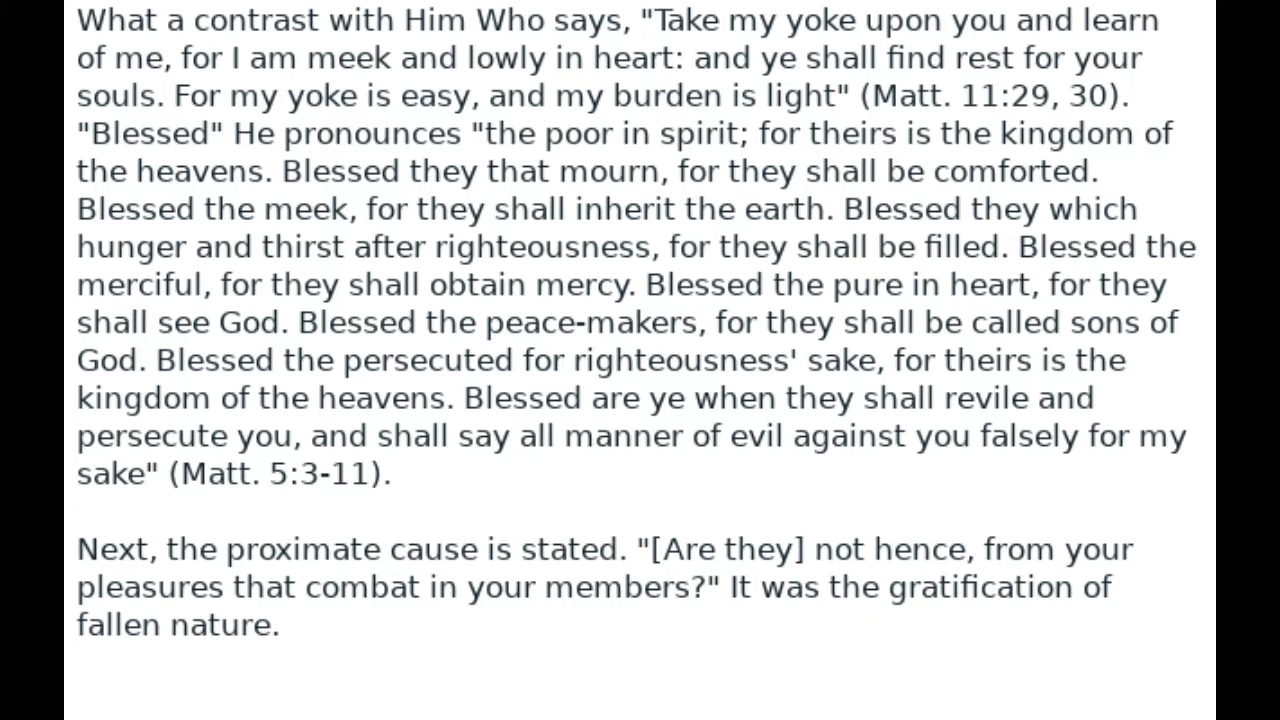 What a contrast with Him Who says, "Take my yoke upon you and learn
of me, for I am meek and lowly in heart: and ye shall find rest for your
souls. For my yoke is easy, and my burden is light" (Matt. 11:29, 30).
"Blessed" He pronounces "the poor in spirit; for theirs is the kingdom of
the heavens. Blessed they that mourn, for they shall be comforted.
Blessed the meek, for they shall inherit the earth. Blessed they which
hunger and thirst after righteousness, for they shall be filled. Blessed the
merciful, for they shall obtain mercy. Blessed the pure in heart, for they
shall see God. Blessed the peace-makers, for they shall be called sons of
God. Blessed the persecuted for righteousness' sake, for theirs is the
kingdom of the heavens. Blessed are ye when they shall revile and
persecute you, and shall say all manner of evil against you falsely for my
sake" (Matt. 5:3-11).

Next, the proximate cause is stated. "[Are they] not hence, from your
pleasures that combat in your members?" It was the gratification of
fallen nature.